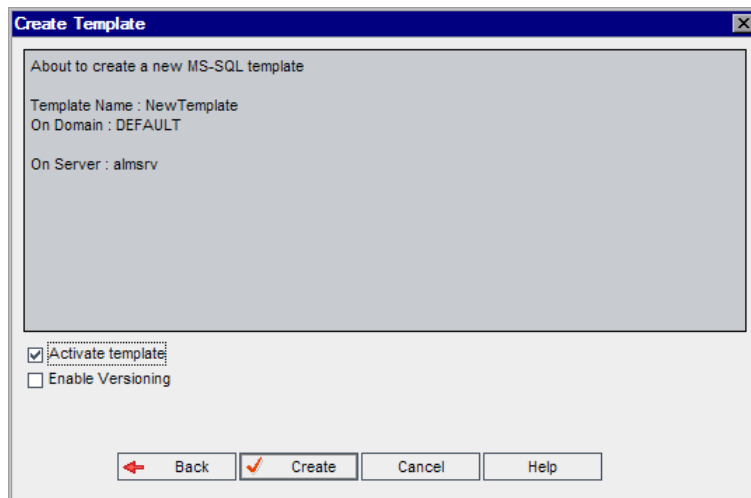 Create Template
About to create a new MS-SQL template
Template Name : NewTemplate
On Domain : DEFAULT
On Server : almsrv
Activate template
Enable Versioning
Back
Create
Cancel
Help